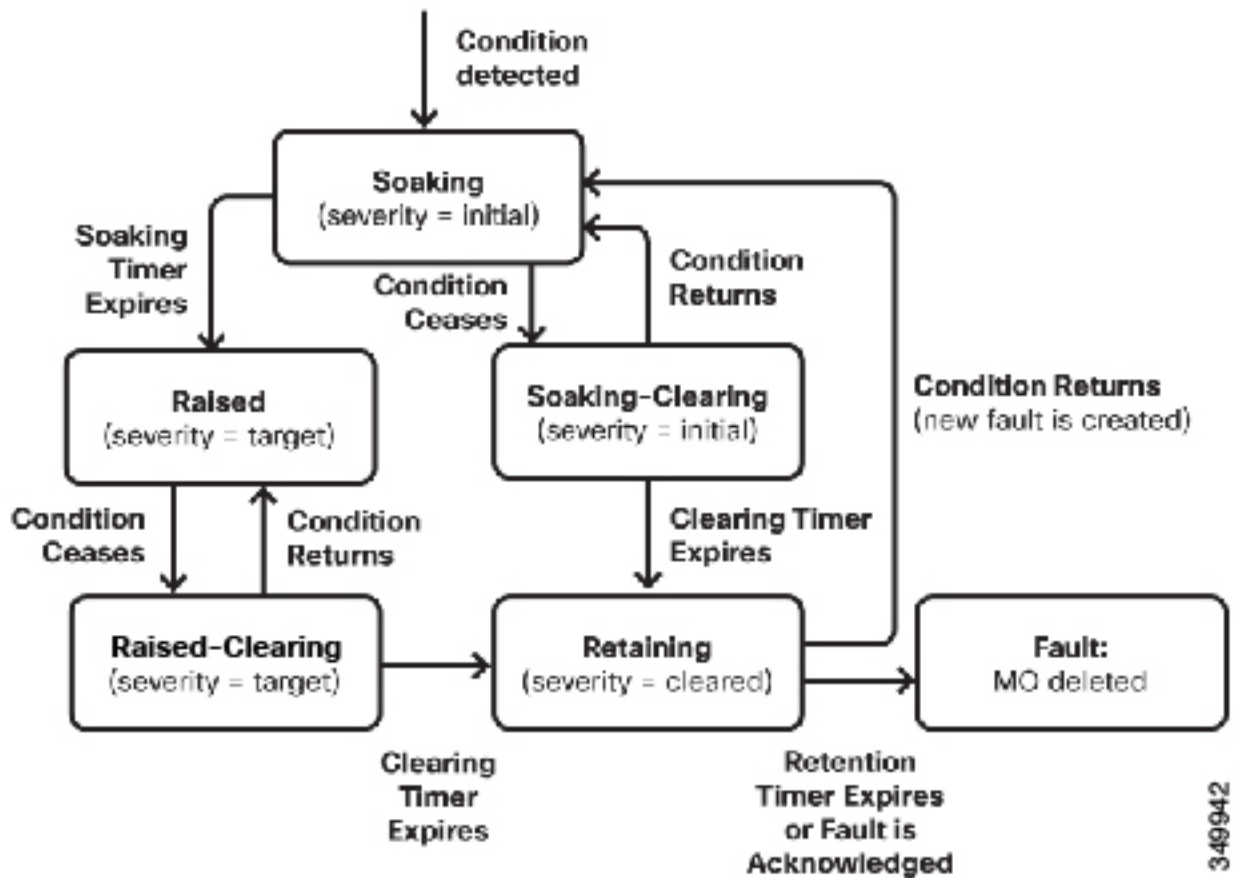 Condition
detected
Soaking
(severity = initial)
Soaking
Timer
Expires
Condition
Ceases
Condition
Returns
Raised
(severity = target)
Soaking-Clearing
(severity = initial)
Condition Returns
(new fault is created)
Condition
Ceases
Condition
Returns
Clearing Timer
Expires
Raised-Clearing
(severity = target)
Retaining
(severity = cleared)
Fault:
MO deleted
Clearing
Timer
Expires
Retention
Timer Expires
or Fault is
Acknowledged
349942